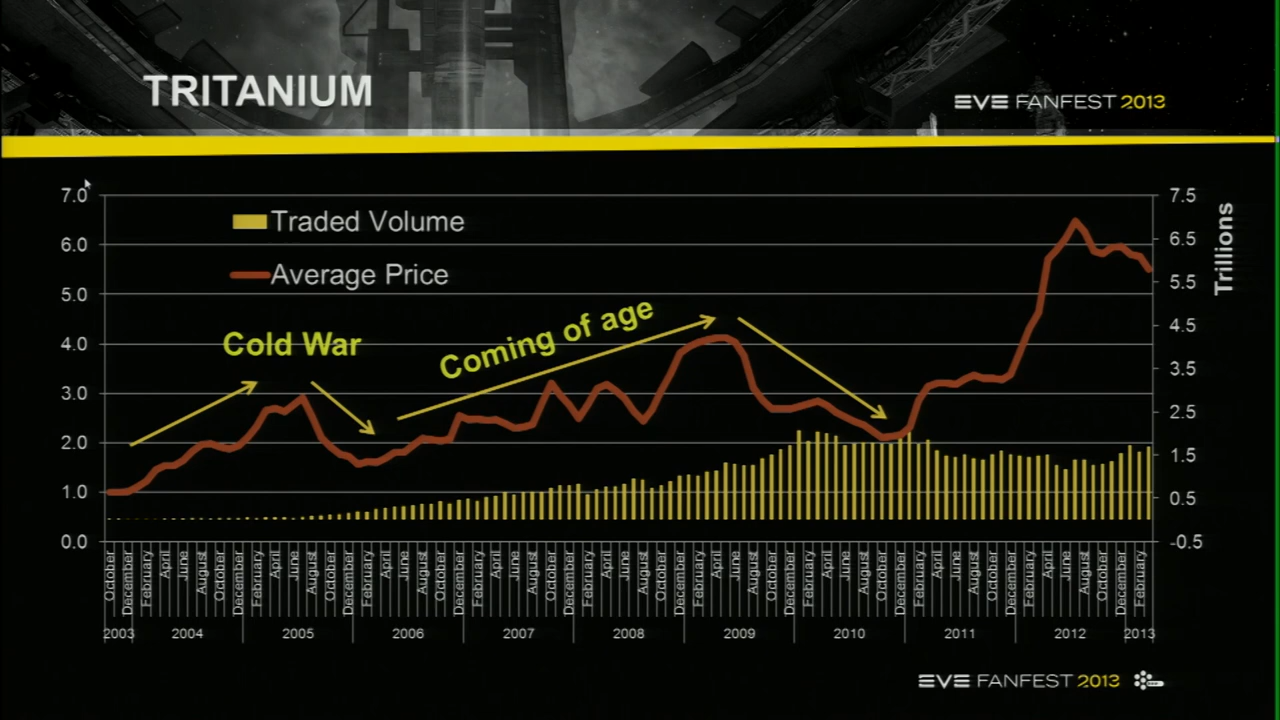 TRITANIUM
EVE FANFEST 2013
7.0
6.0
5.0
4.0
3.0
2.0
1.0
0.0
Traded Volume
Average Price
Cold War
Coming of age
7.5
6.5
5.5
4.5
3.5
2.5
1.5
0.5
-0.5
Trillions
October December February April June August October December February April June August October December February April June August October December February April June August October December February April June August October December February April June August October December February April June August October December February April June August October December February April June August October December February
2003 2004 2005 2006 2007 2008 2009 2010 2011 2012 2013
EVE FANFEST 2013